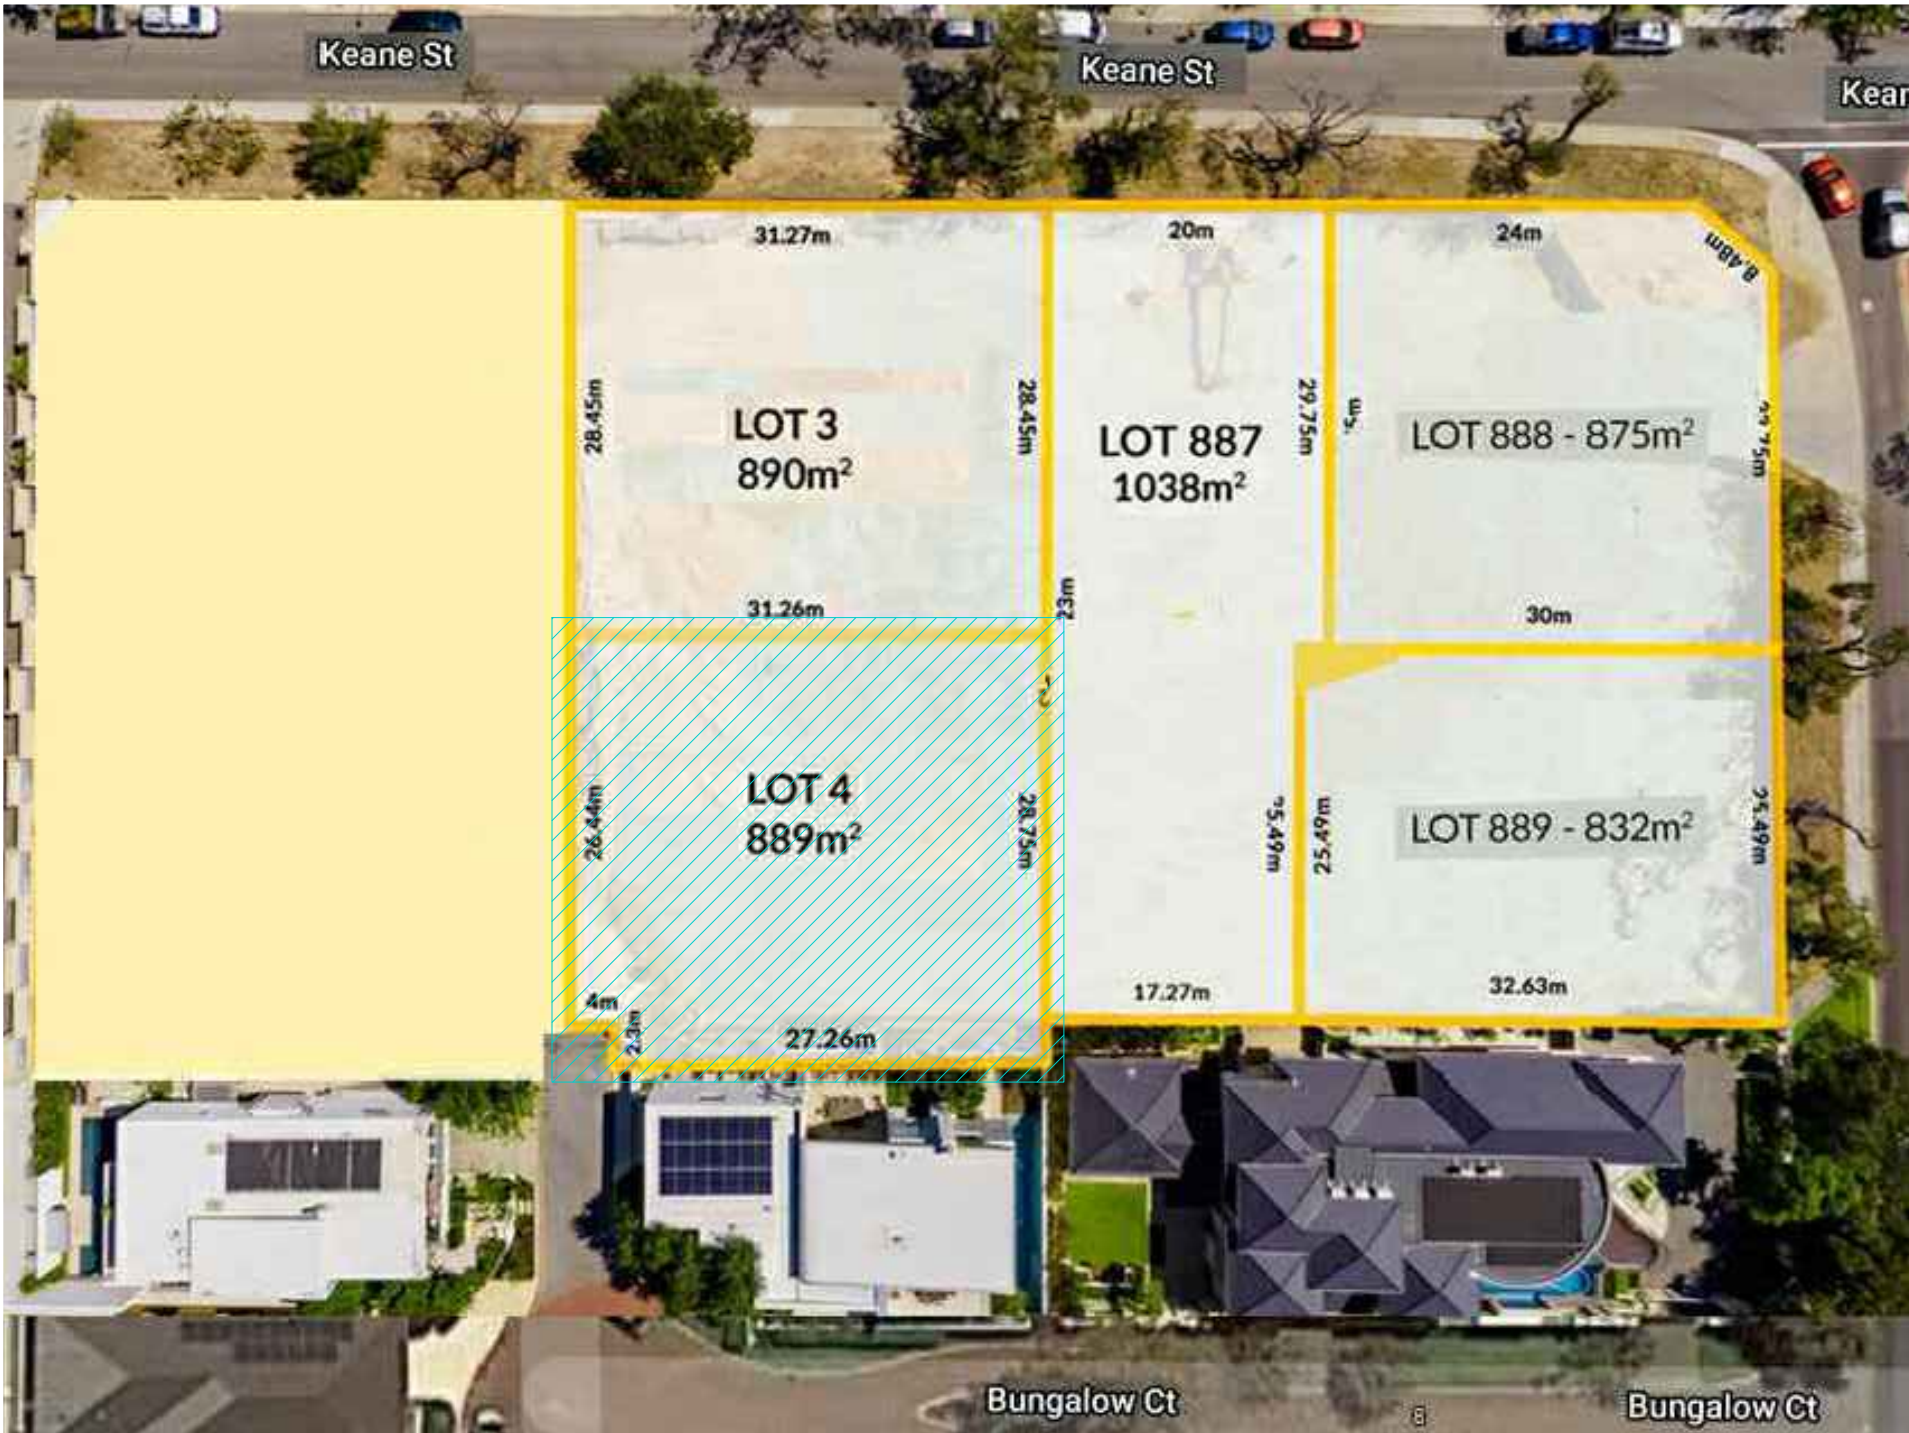 Keane St
Keane St
Kear
31.27m
20m
24m
8.48m
28.45m
28.45m
29.75m
LOT 3
890m²
LOT 887
1038m²
LOT 888 - 875m²
31.26m
23m
30m
LOT 4
889m²
26.44m
28.75m
25.49m
25.49m
LOT 889 - 832m²
4m
2.3m
27.26m
17.27m
32.63m
Bungalow Ct
8
Bungalow Ct